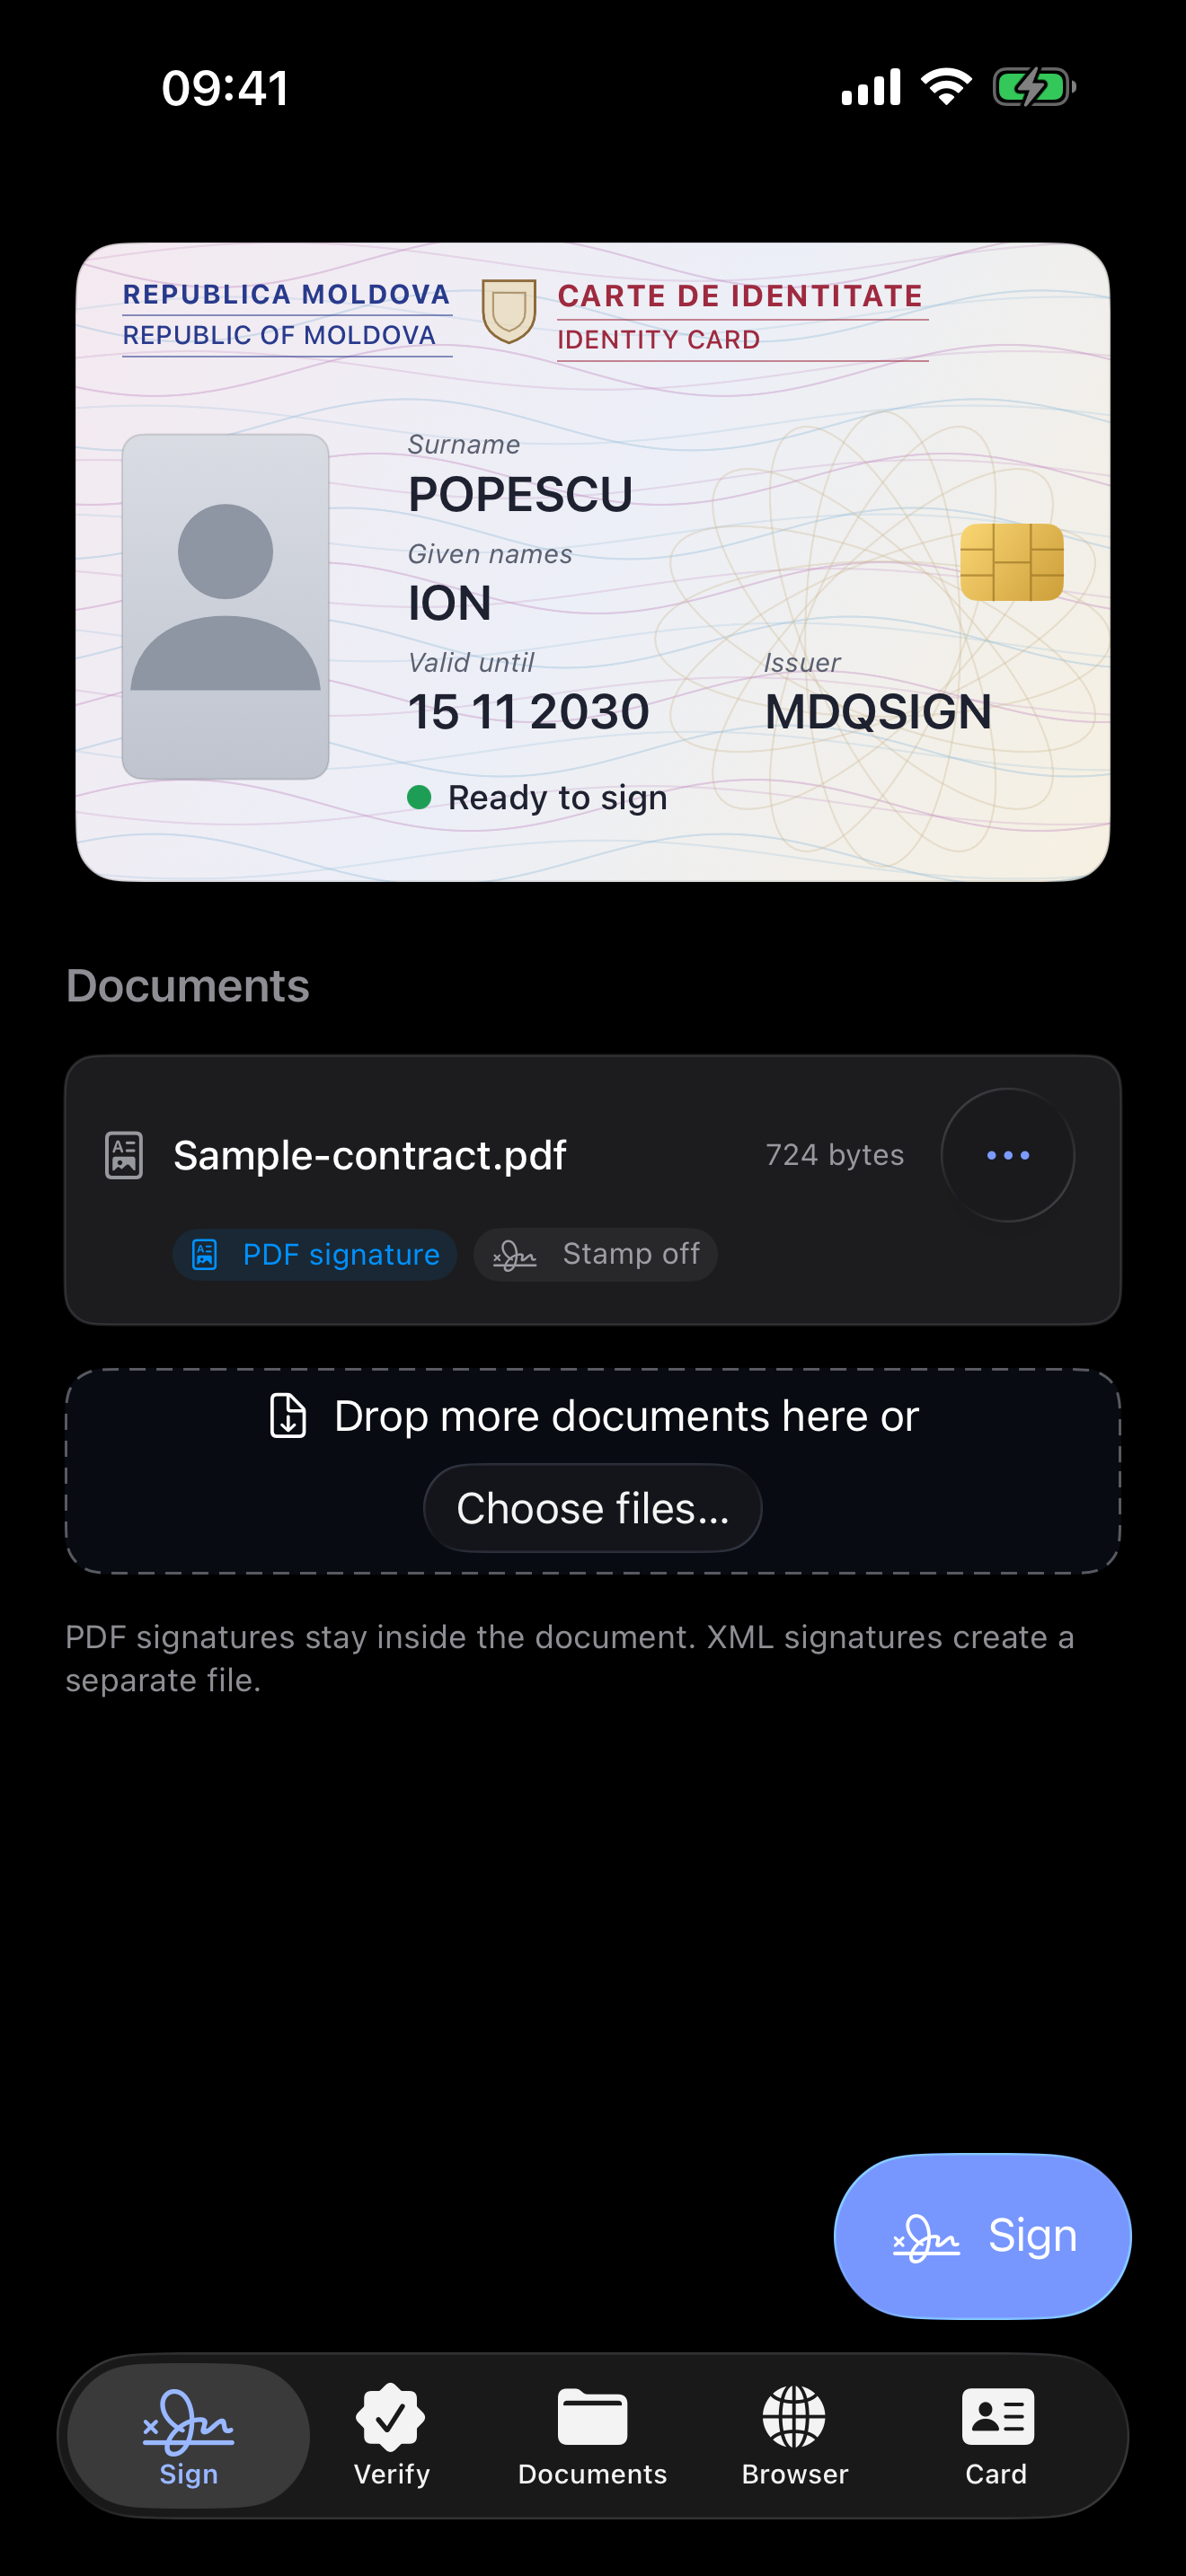 09:41
REPUBLICA MOLDOVA
REPUBLIC OF MOLDOVA
CARTE DE IDENTITATE
IDENTITY CARD
Surname
POPESCU
Given names
ION
Valid until
15 11 2030
Issuer
MDQSIGN
Ready to sign
Documents
Sample-contract.pdf
724 bytes
PDF signature
Stamp off
Drop more documents here or
Choose files...
PDF signatures stay inside the document. XML signatures create a
separate file.
Sign
Sign
Verify
Documents
Browser
Card